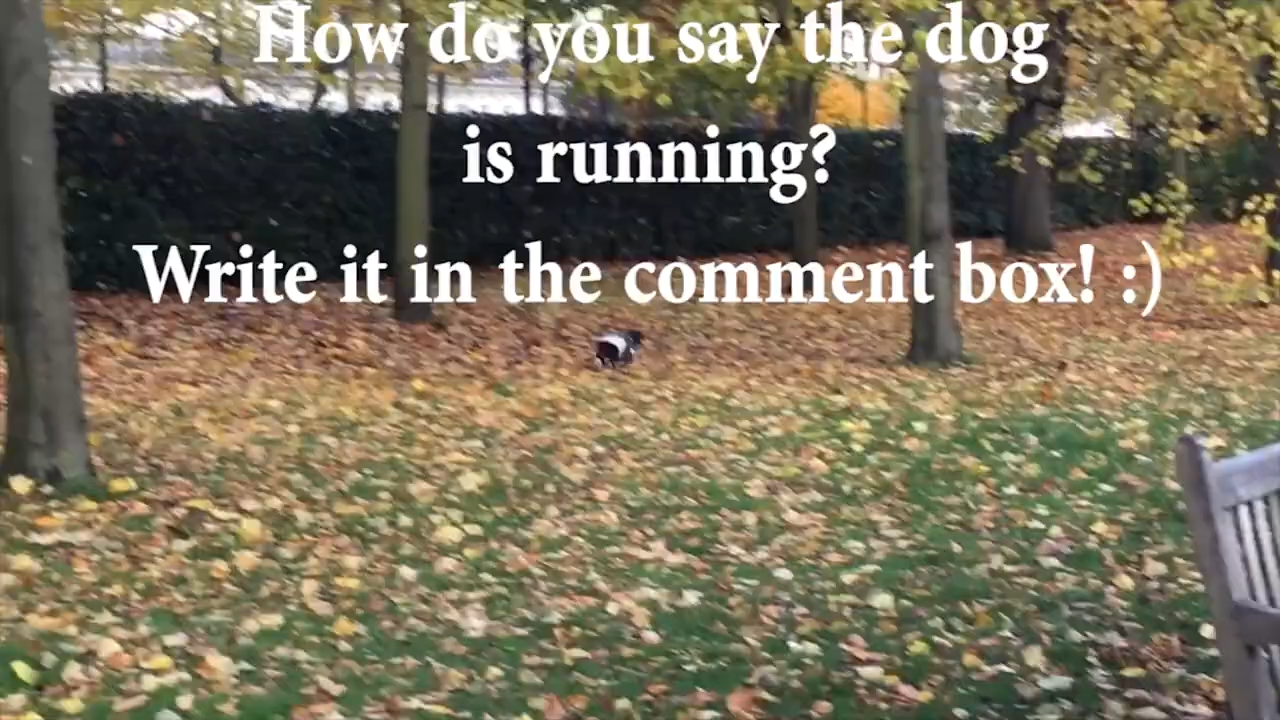 How do you say the dog
is running?
Write it in the comment box! :)